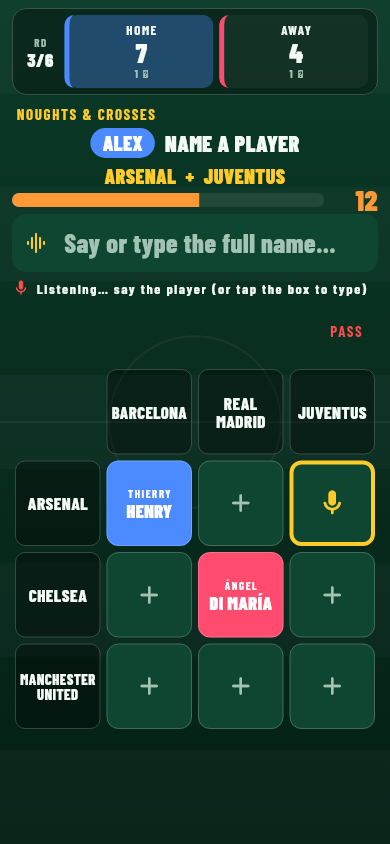 RD
3/6
HOME
7
1
AWAY
4
1
NOUGHTS & CROSSES
ALEX NAME A PLAYER
ARSENAL + JUVENTUS
12
Say or type the full name...
Listening... say the player (or tap the box to type)
PASS
BARCELONA
REAL
MADRID
JUVENTUS
ARSENAL
THIERRY
HENRY
+
CHELSEA
+
ÁNGEL
DI MARÍA
+
MANCHESTER
UNITED
+
+
+